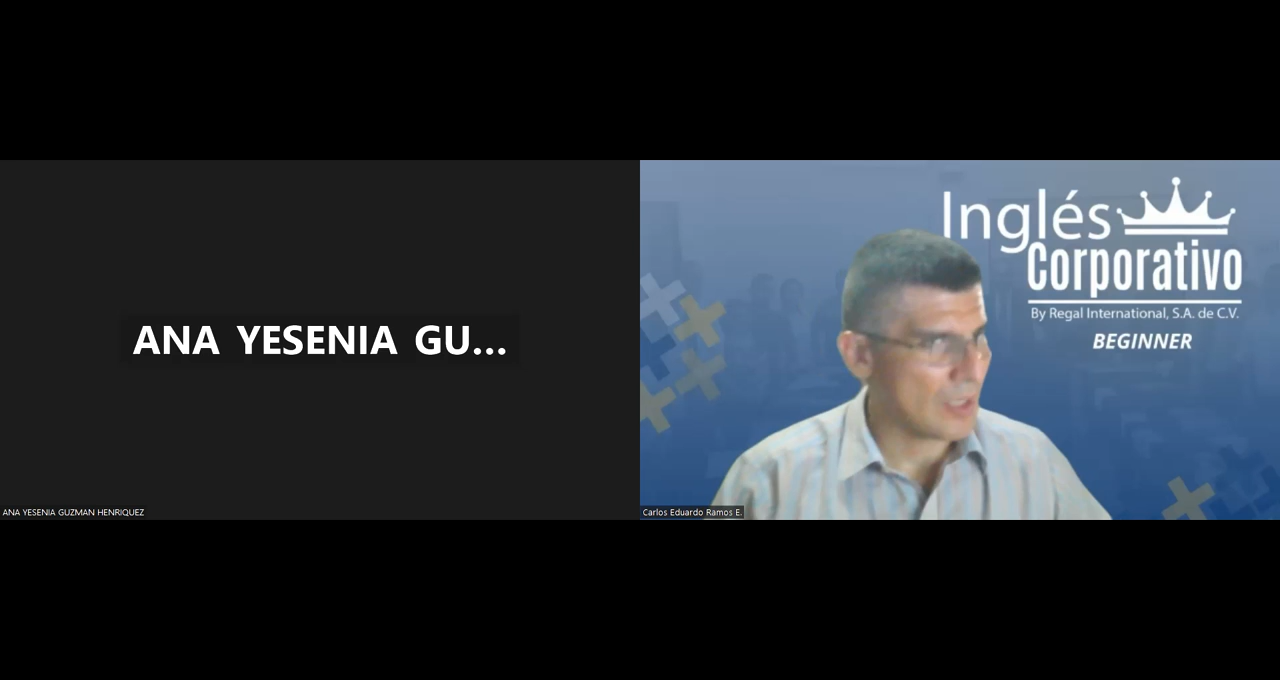 ANA YESENIA GU...
ANA YESENIA GUZMAN HENRIQUEZ
Inglés
Corporativo
By Regal International, S.A. de C.V.
BEGINNER
Carlos Eduardo Ramos E.